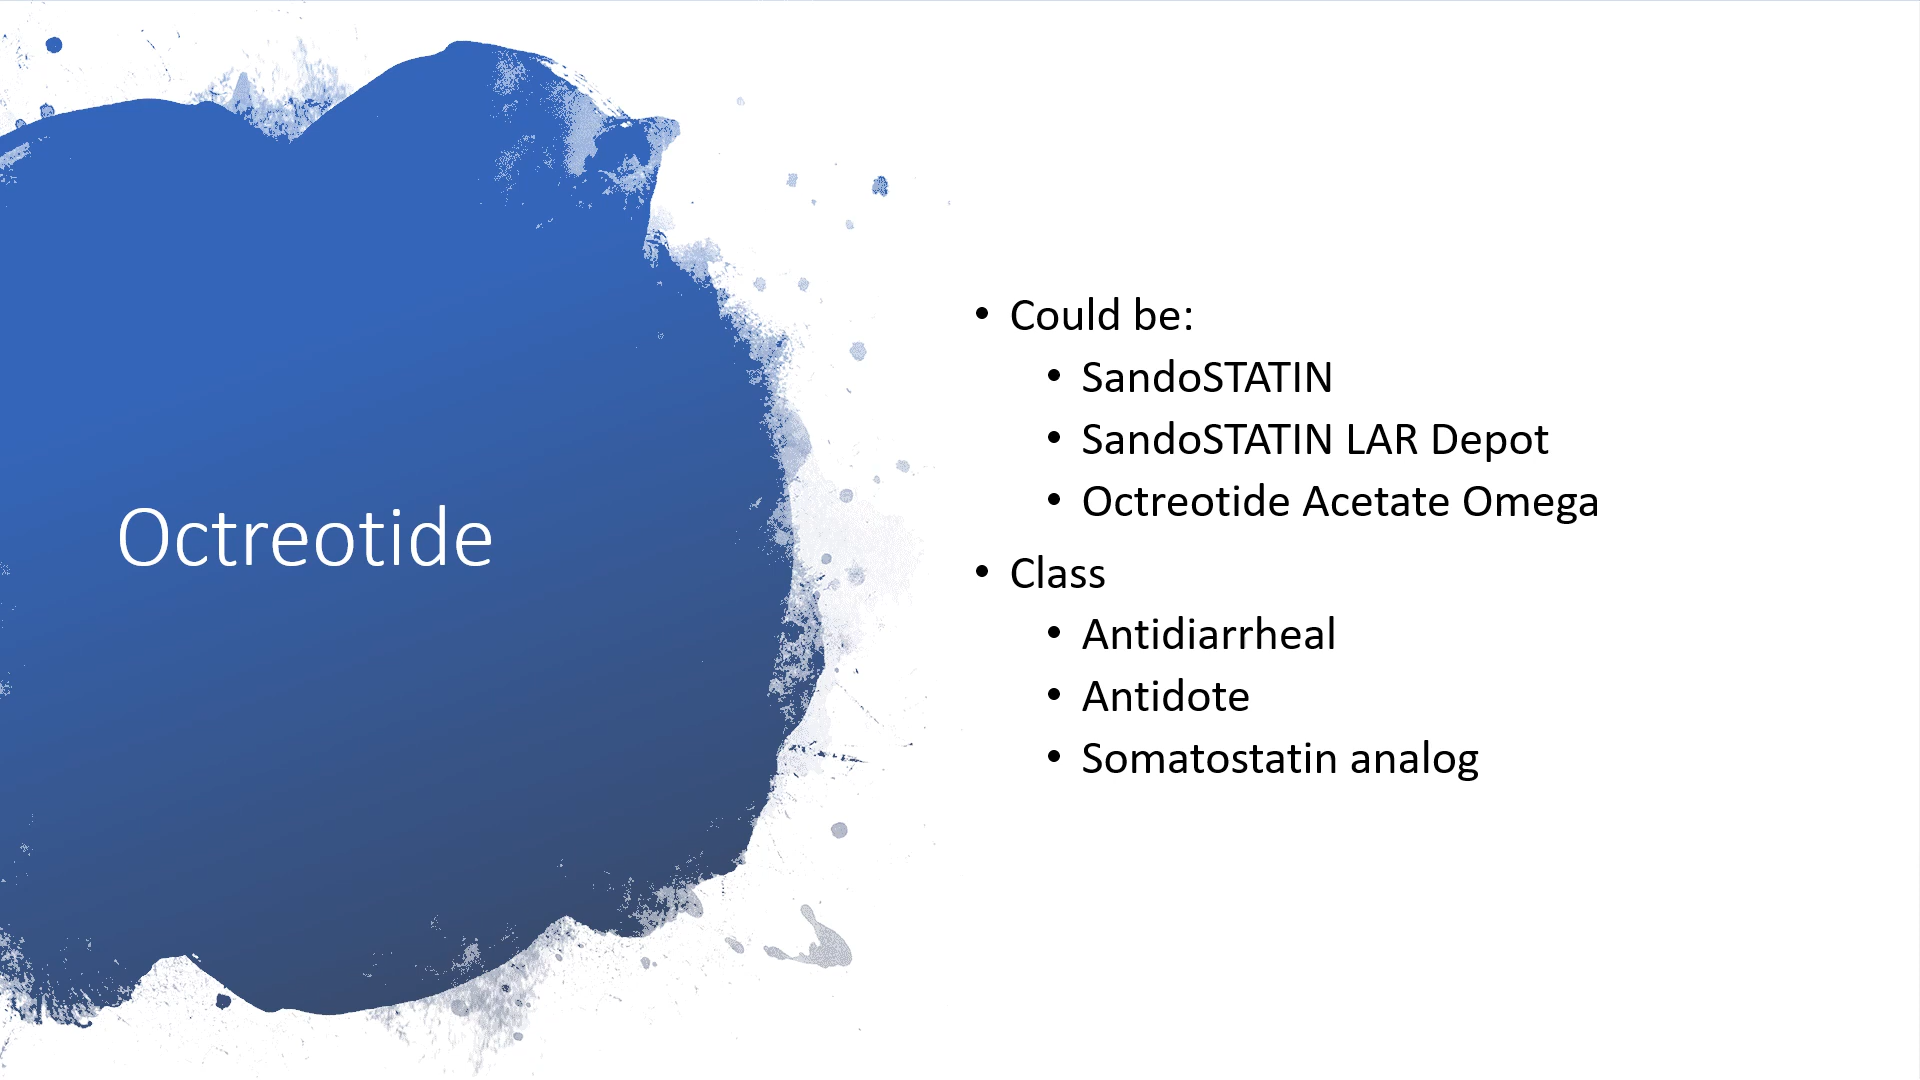 Octreotide
• Could be:
• SandoSTATIN
• SandoSTATIN LAR Depot
• Octreotide Acetate Omega
• Class
• Antidiarrheal
• Antidote
• Somatostatin analog